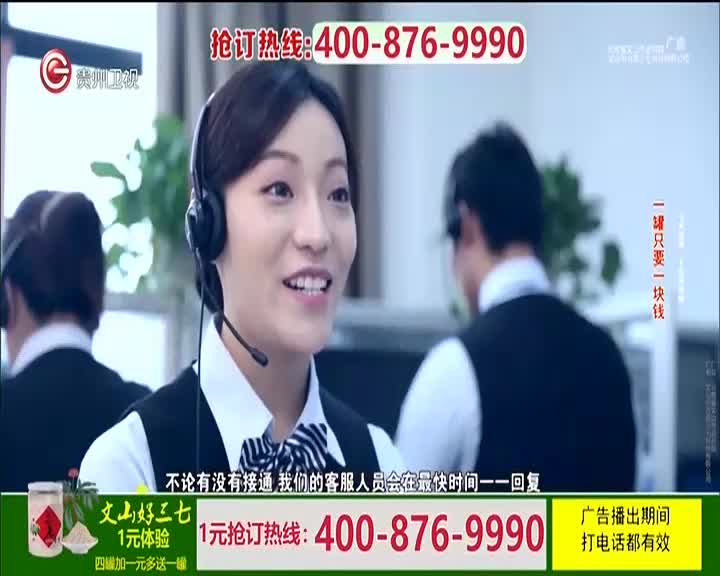 抢订热线:400-876-9990
广告
贵州卫视
一罐只要一块钱
不论有没有接通 我们的客服人员会在最快时间一一回复
文山好三七
1元体验
四罐加一元多送一罐
1元抢订热线:400-876-9990
广告播出期间
打电话都有效